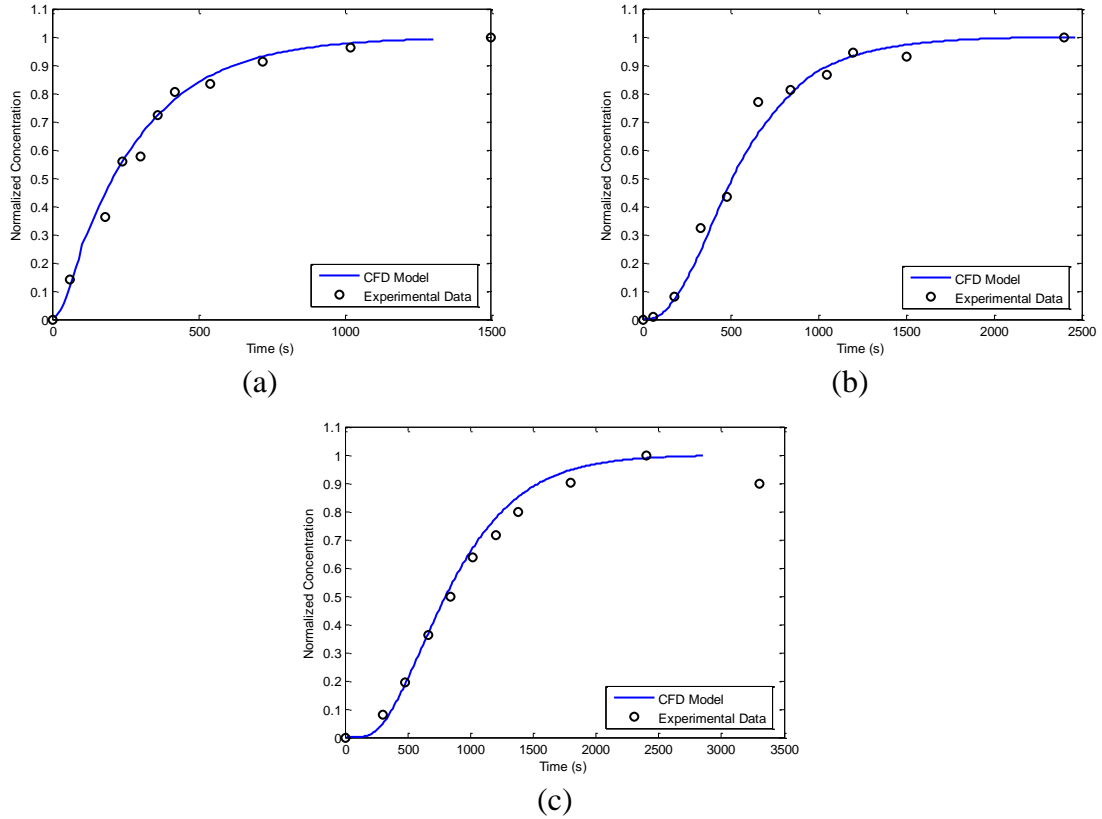 1.1
1
0.9
0.8
0.7
0.6
0.5
0.4
0.3
0.2
0.1
0
Normalized Concentration
0 500 1000 1500
Time (s)
CFD Model
Experimental Data
(a)
1.1
1
0.9
0.8
0.7
0.6
0.5
0.4
0.3
0.2
0.1
0
Normalized Concentration
0 500 1000 1500 2000 2500
Time (s)
CFD Model
Experimental Data
(b)
1.1
1
0.9
0.8
0.7
0.6
0.5
0.4
0.3
0.2
0.1
0
Normalized Concentration
0 500 1000 1500 2000 2500 3000 3500
Time (s)
CFD Model
Experimental Data
(c)